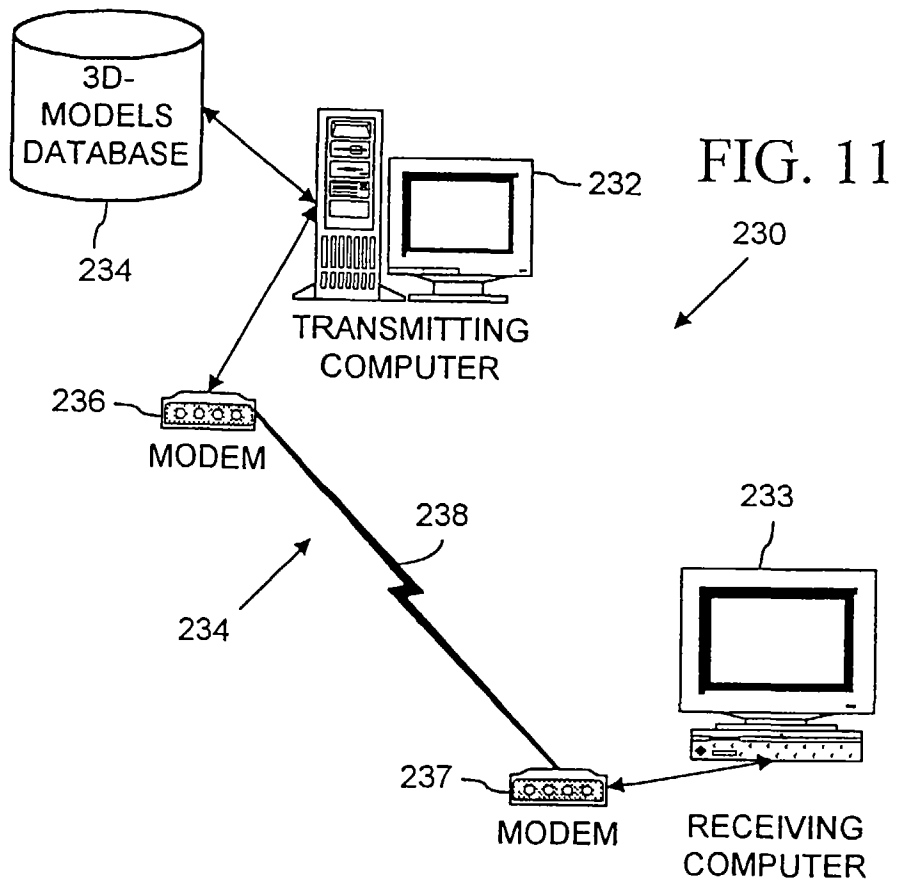 3D-
MODELS
DATABASE
234
FIG. 11
232
230
TRANSMITTING
COMPUTER
236
MODEM
238
234
233
237
MODEM
RECEIVING
COMPUTER